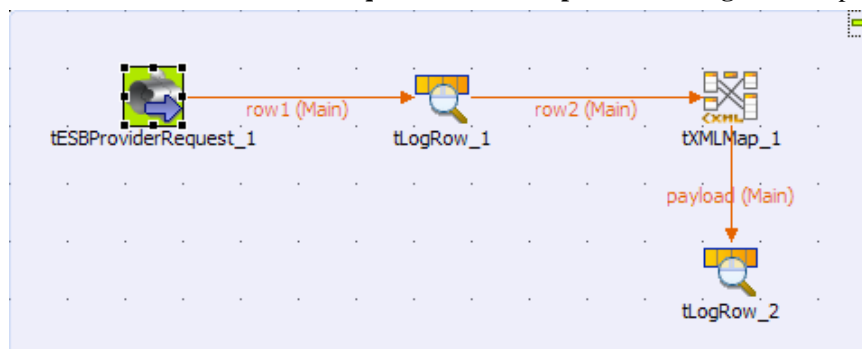 row1 (Main)
row2 (Main)
tESBProviderRequest_1
tLogRow_1
tXMLMap_1
payload (Main)
tLogRow_2